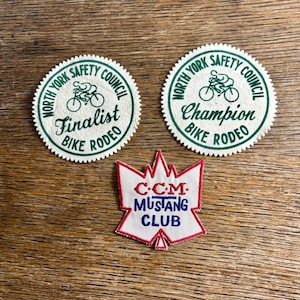 NORTH YORK SAFETY COUNCIL
Finalist
BIKE RODEO
NORTH YORK SAFETY COUNCIL
Champion
BIKE RODEO
C·C·M·
MUSTANG
CLUB